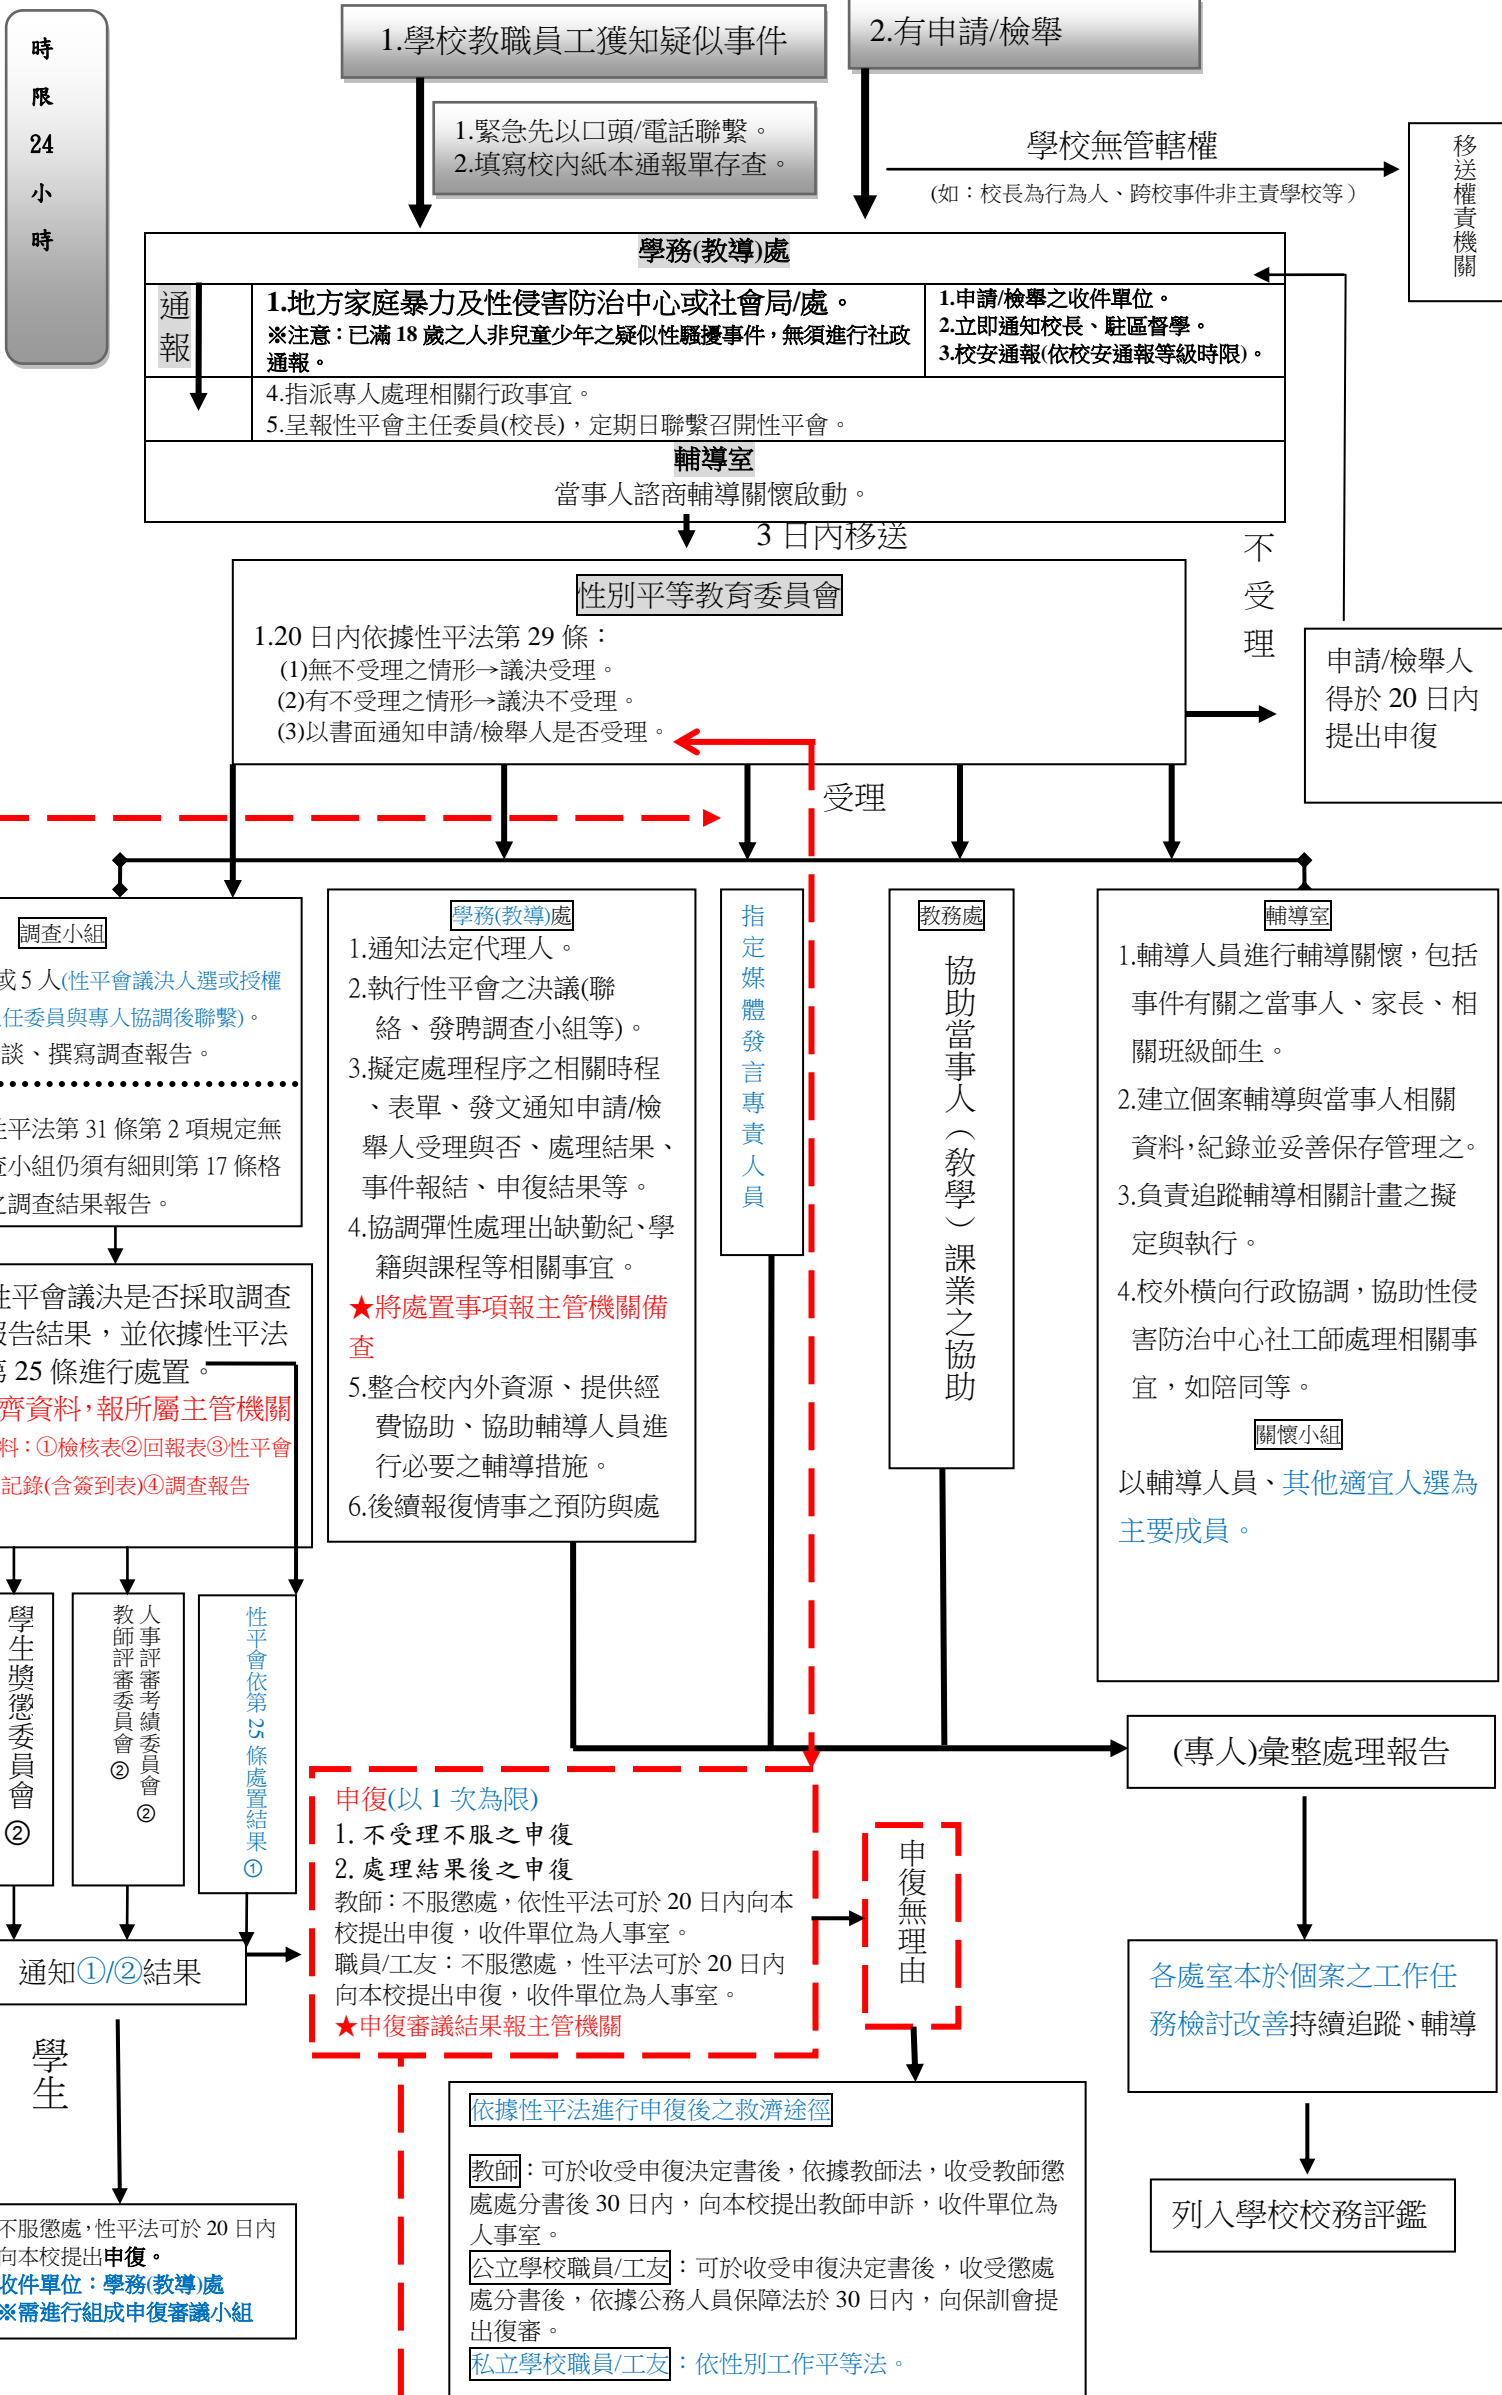 時
限
24
小
時
1.學校教職員工獲知疑似事件
2.有申請/檢舉
1.緊急先以口頭/電話聯繫。
2.填寫校內紙本通報單存查。
學校無管轄權
(如：校長為行為人、跨校事件非主責學校等）
移送權責機關
學務(教導)處
通
報
1.地方家庭暴力及性侵害防治中心或社會局/處。
※注意：已滿 18 歲之人非兒童少年之疑似性騷擾事件，無須進行社政
通報。
1.申請/檢舉之收件單位。
2.立即通知校長、駐區督學。
3.校安通報(依校安通報等級時限)。
4.指派專人處理相關行政事宜。
5.呈報性平會主任委員(校長)，定期日聯繫召開性平會。
輔導室
當事人諮商輔導關懷啟動。
3 日內移送
不
受
理
性別平等教育委員會
1.20 日內依據性平法第 29 條：
(1)無不受理之情形→議決受理。
(2)有不受理之情形→議決不受理。
(3)以書面通知申請/檢舉人是否受理。
申請/檢舉人
得於 20 日內
提出申復
受理
調查小組
或 5 人(性平會議決人選或授權
任委員與專人協調後聯繫)。
談、撰寫調查報告。
性平法第 31 條第 2 項規定無
查小組仍須有細則第 17 條格
之調查結果報告。
學務(教導)處
1.通知法定代理人。
2.執行性平會之決議(聯
絡、發聘調查小組等)。
3.擬定處理程序之相關時程
、表單、發文通知申請/檢
舉人受理與否、處理結果、
事件報結、申復結果等。
4.協調彈性處理出缺勤紀、學
籍與課程等相關事宜。
★將處置事項報主管機關備
查
5.整合校內外資源、提供經
費協助、協助輔導人員進
行必要之輔導措施。
6.後續報復情事之預防與處
指定媒體發言專責人員
教務處
協助當事人（教學）課業之協助
輔導室
1.輔導人員進行輔導關懷，包括
事件有關之當事人、家長、相
關班級師生。
2.建立個案輔導與當事人相關
資料，紀錄並妥善保存管理之。
3.負責追蹤輔導相關計畫之擬
定與執行。
4.校外橫向行政協調，協助性侵
害防治中心社工師處理相關事
宜，如陪同等。
關懷小組
以輔導人員、其他適宜人選為
主要成員。
性平會議決是否採取調查
報告結果，並依據性平法
第 25 條進行處置。
齊資料，報所屬主管機關
料：①檢核表②回報表③性平會
記錄(含簽到表)④調查報告
學生獎懲委員會②
人事評審考績委員會②
教師評審委員會②
性平會依第 25 條處置結果①
(專人)彙整處理報告
申復(以 1 次為限)
1. 不受理不服之申復
2. 處理結果後之申復
教師：不服懲處，依性平法可於 20 日內向本
校提出申復，收件單位為人事室。
職員/工友：不服懲處，性平法可於 20 日內
向本校提出申復，收件單位為人事室。
★申復審議結果報主管機關
申復無理由
通知①/②結果
各處室本於個案之工作任
務檢討改善持續追蹤、輔導
學
生
依據性平法進行申復後之救濟途徑
教師：可於收受申復決定書後，依據教師法，收受教師懲
處處分書後 30 日內，向本校提出教師申訴，收件單位為
人事室。
公立學校職員/工友：可於收受申復決定書後，收受懲處
處分書後，依據公務人員保障法於 30 日內，向保訓會提
出復審。
私立學校職員/工友：依性別工作平等法。
列入學校校務評鑑
不服懲處，性平法可於 20 日內
向本校提出申復。
收件單位：學務(教導)處
※需進行組成申復審議小組